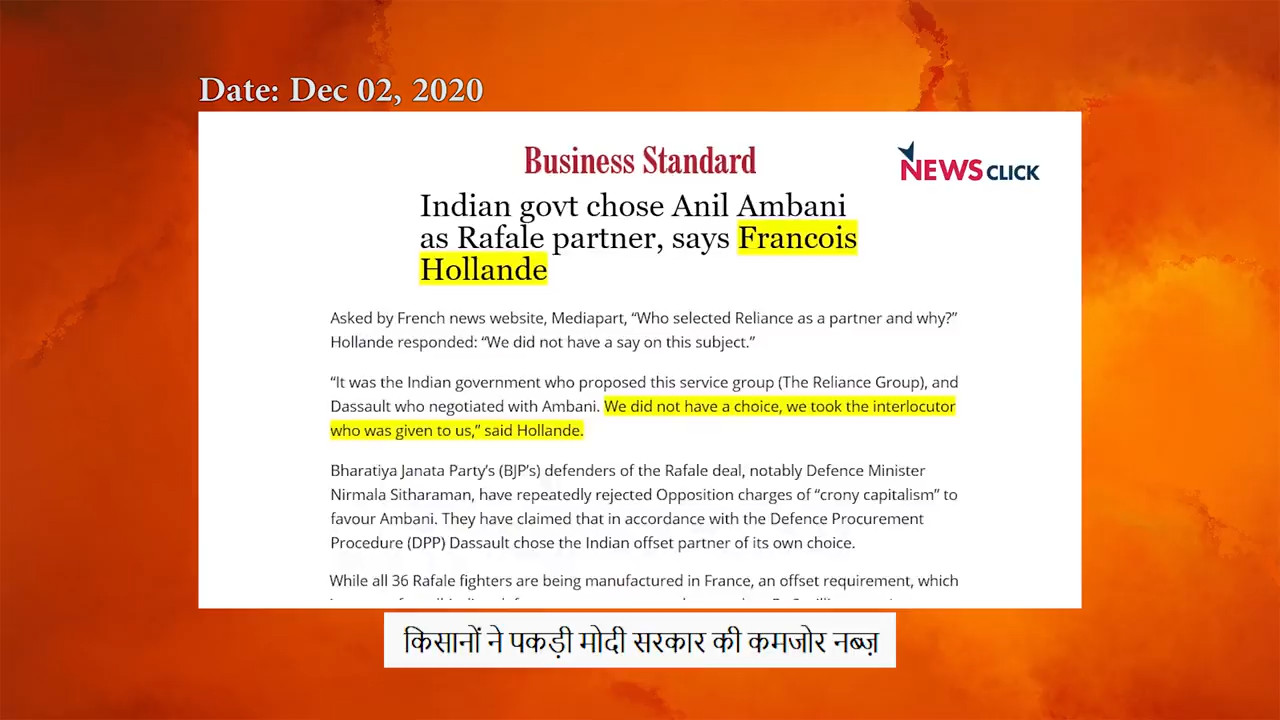 Date: Dec 02, 2020
Business Standard
NEWS CLICK
Indian govt chose Anil Ambani
as Rafale partner, says Francois
Hollande
Asked by French news website, Mediapart, “Who selected Reliance as a partner and why?”
Hollande responded: “We did not have a say on this subject.”
“It was the Indian government who proposed this service group (The Reliance Group), and
Dassault who negotiated with Ambani. We did not have a choice, we took the interlocutor
who was given to us,” said Hollande.
Bharatiya Janata Party’s (BJP’s) defenders of the Rafale deal, notably Defence Minister
Nirmala Sitharaman, have repeatedly rejected Opposition charges of “crony capitalism” to
favour Ambani. They have claimed that in accordance with the Defence Procurement
Procedure (DPP) Dassault chose the Indian offset partner of its own choice.
While all 36 Rafale fighters are being manufactured in France, an offset requirement, which
किसानों ने पकड़ी मोदी सरकार की कमजोर नब्ज़